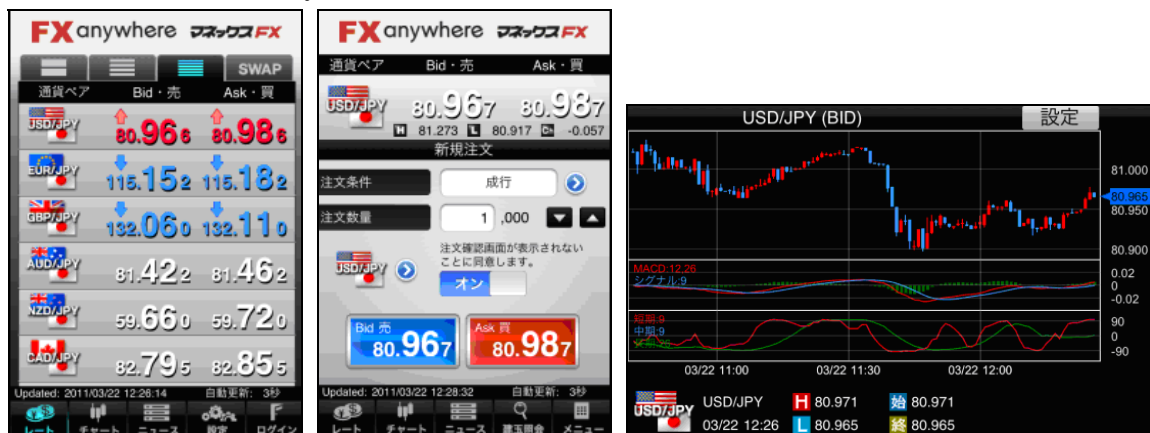 FX anywhere マネックスFX
SWAP
通貨ペア Bid・売 Ask・買
USD/JPY 80.966 80.986
EUR/JPY 115.152 115.182
GBP/JPY 132.060 132.110
AUD/JPY 81.422 81.462
NZD/JPY 59.660 59.720
CAD/JPY 82.795 82.855
Updated: 2011/03/22 12:26:14 自動更新: 3秒
レート チャート ニュース 設定 ログイン
FX anywhere マネックスFX
通貨ペア Bid・売 Ask・買
USD/JPY 80.967 80.987
H 81.273 L 80.917 Ch -0.057
新規注文
注文条件 成行
注文数量 1 ,000
注文確認画面が表示されない
USD/JPY ことに同意します。
オン
Bid 売 Ask 買
80.967 80.987
Updated: 2011/03/22 12:28:32 自動更新: 3秒
レート チャート ニュース 建玉照会 メニュー
USD/JPY (BID) 設定
81.000
80.965
80.950
80.900
MACD:12,26
シグナル:9
0.02
0
-0.02
短期:9
中期:9
90
0
-90
03/22 11:00 03/22 11:30 03/22 12:00
USD/JPY USD/JPY H 80.971 始 80.971
03/22 12:26 L 80.965 終 80.965